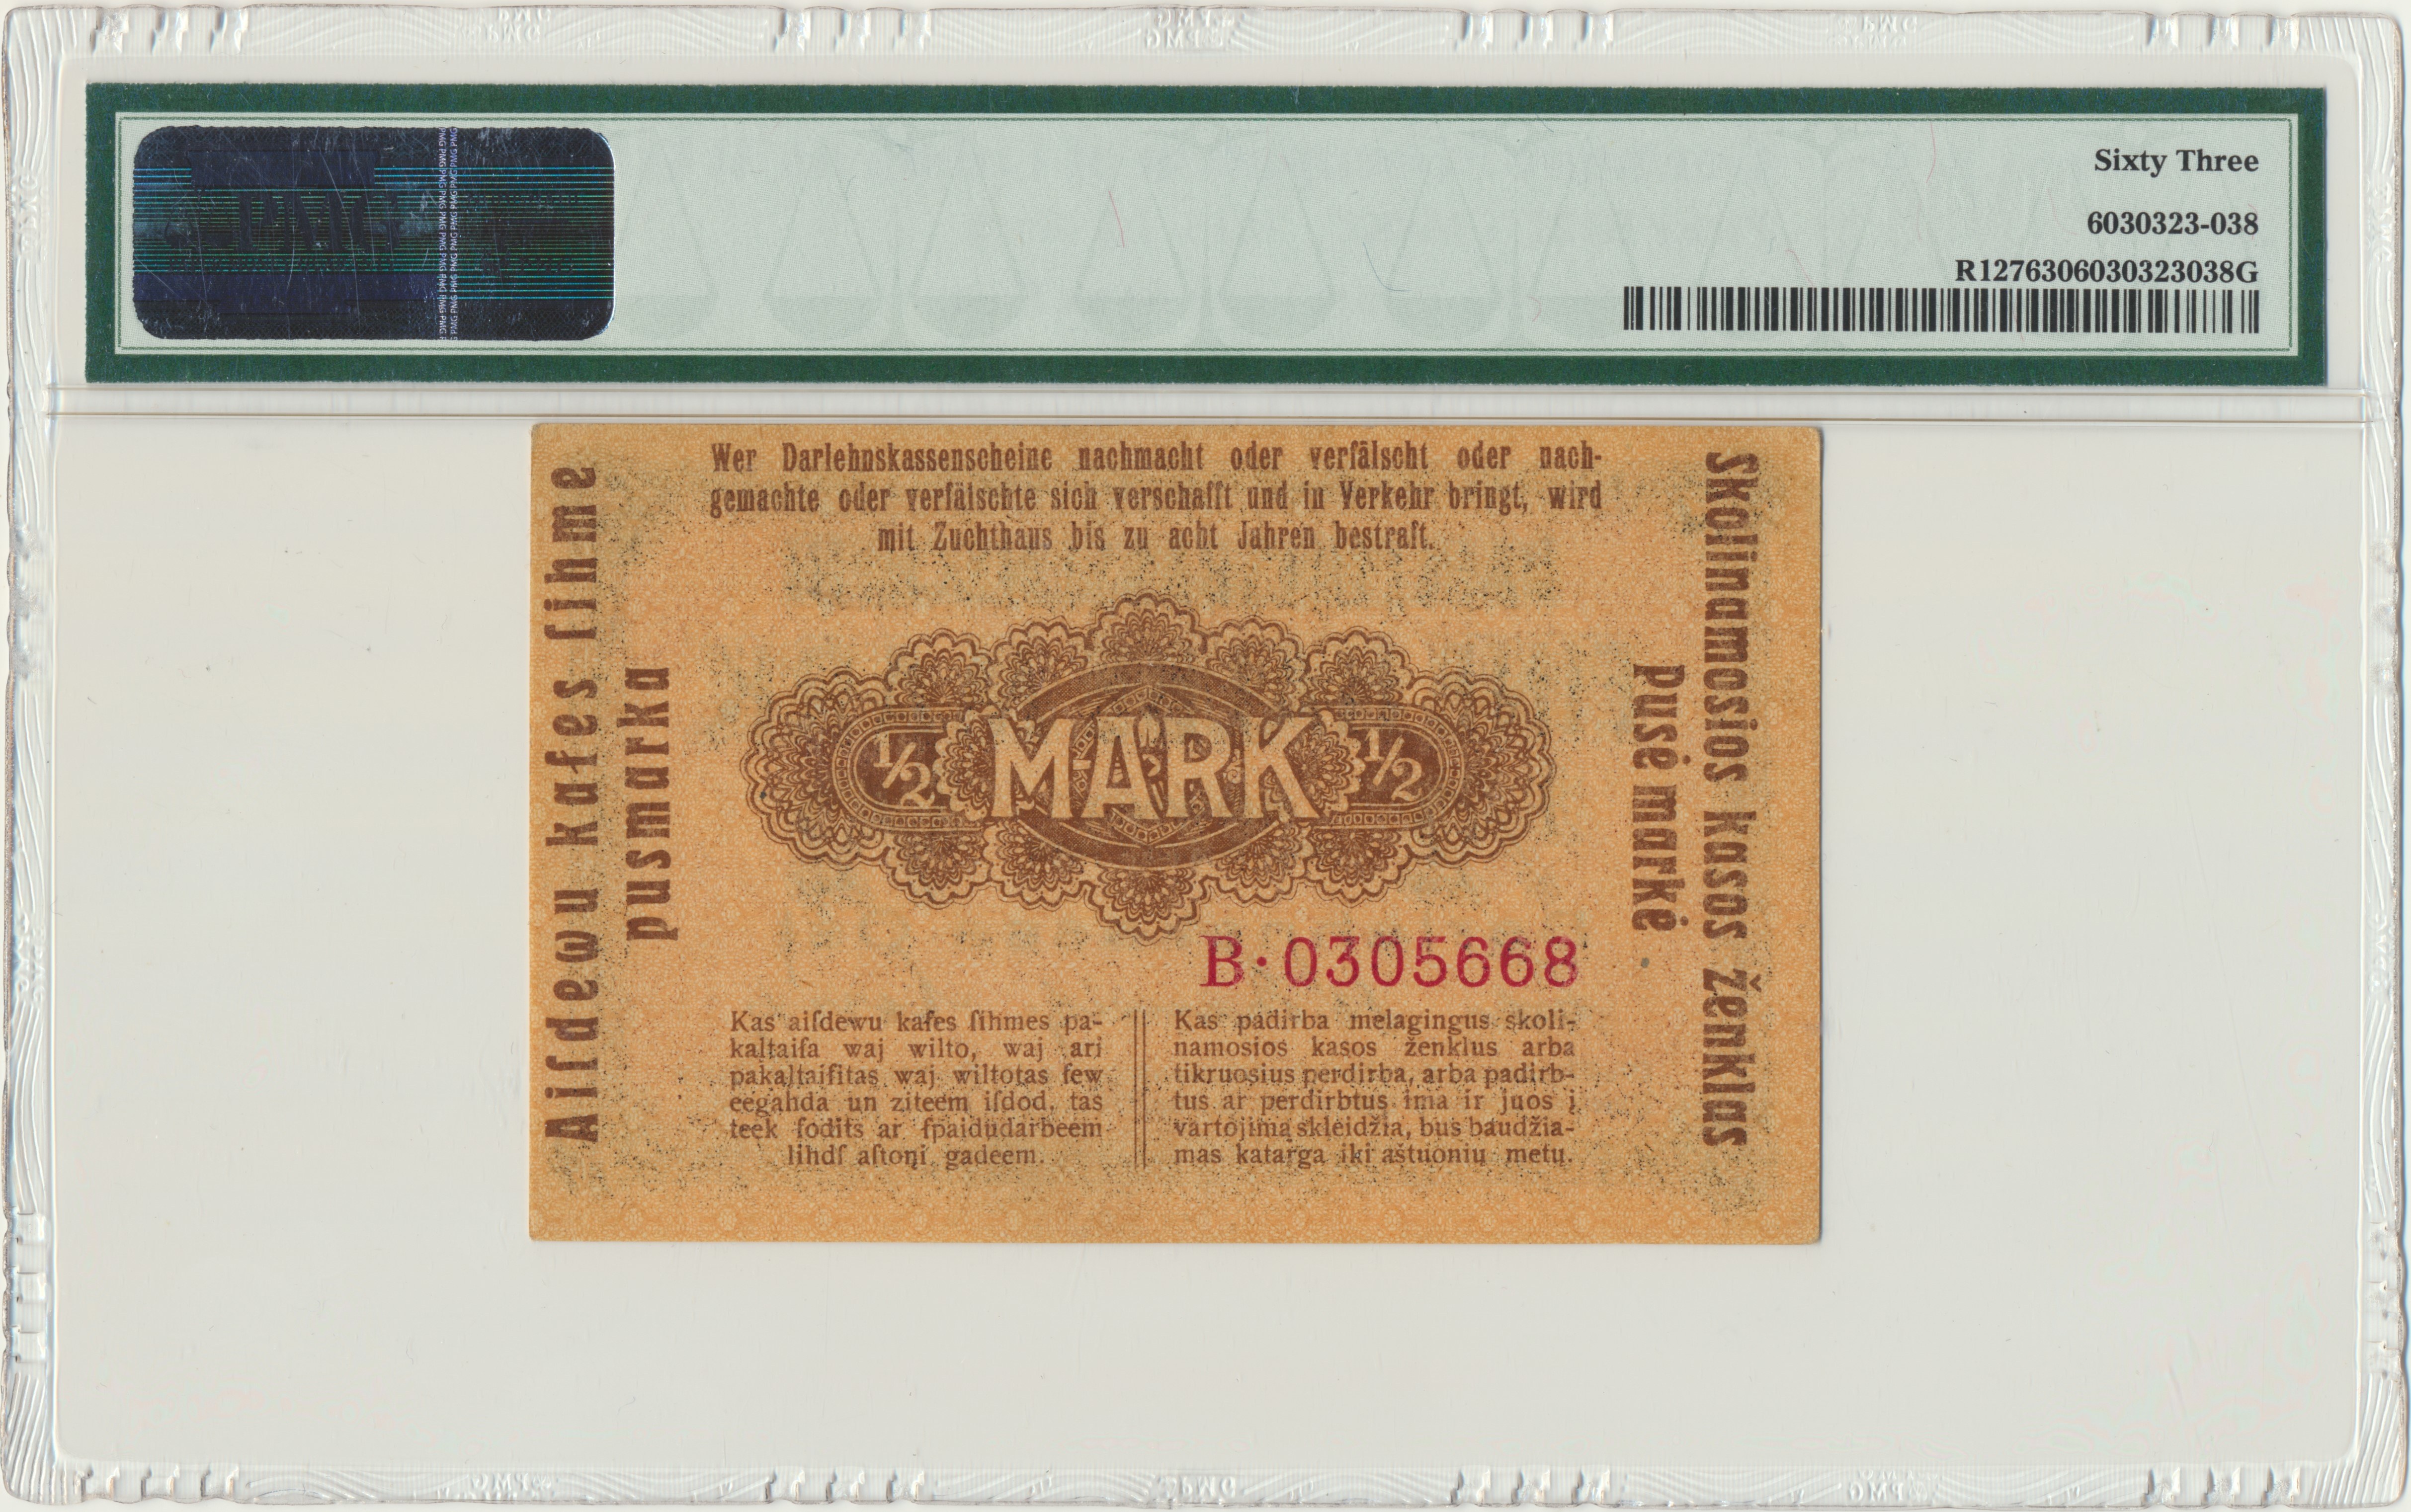 Sixty Three
6030323-038
R1276306030323038G
Wer Darlehnskassenscheine nachmacht oder verfälscht oder nach-
gemachte oder verfälschte sich verschafft und in Verkehr bringt, wird
mit Zuchthaus bis zu acht Jahren bestraft.
Aiſdewu kaſes ſihme
pusmarka
½ MARK ½
Skolinamosios kasos ženklas
Pusė markė
B·0305668
Kas aiſdewu kaſes ſihmes pa-
kaļtaiſa waj wilto, waj ari
pakaļtaiſitas waj wiltotas ſew
eegahda un ziteem iſdod, tas
teek ſodits ar ſpaidudarbeem
lihdſ aſtoņi gadeem.
Kas padirba melagingus skoli-
namosios kasos ženklus arba
tikruosius perdirba, arba padirb-
tus ar perdirbtus ima ir juos į
vartojimą skleidžia, bus baudžia-
mas katarga iki aštuonių metų.